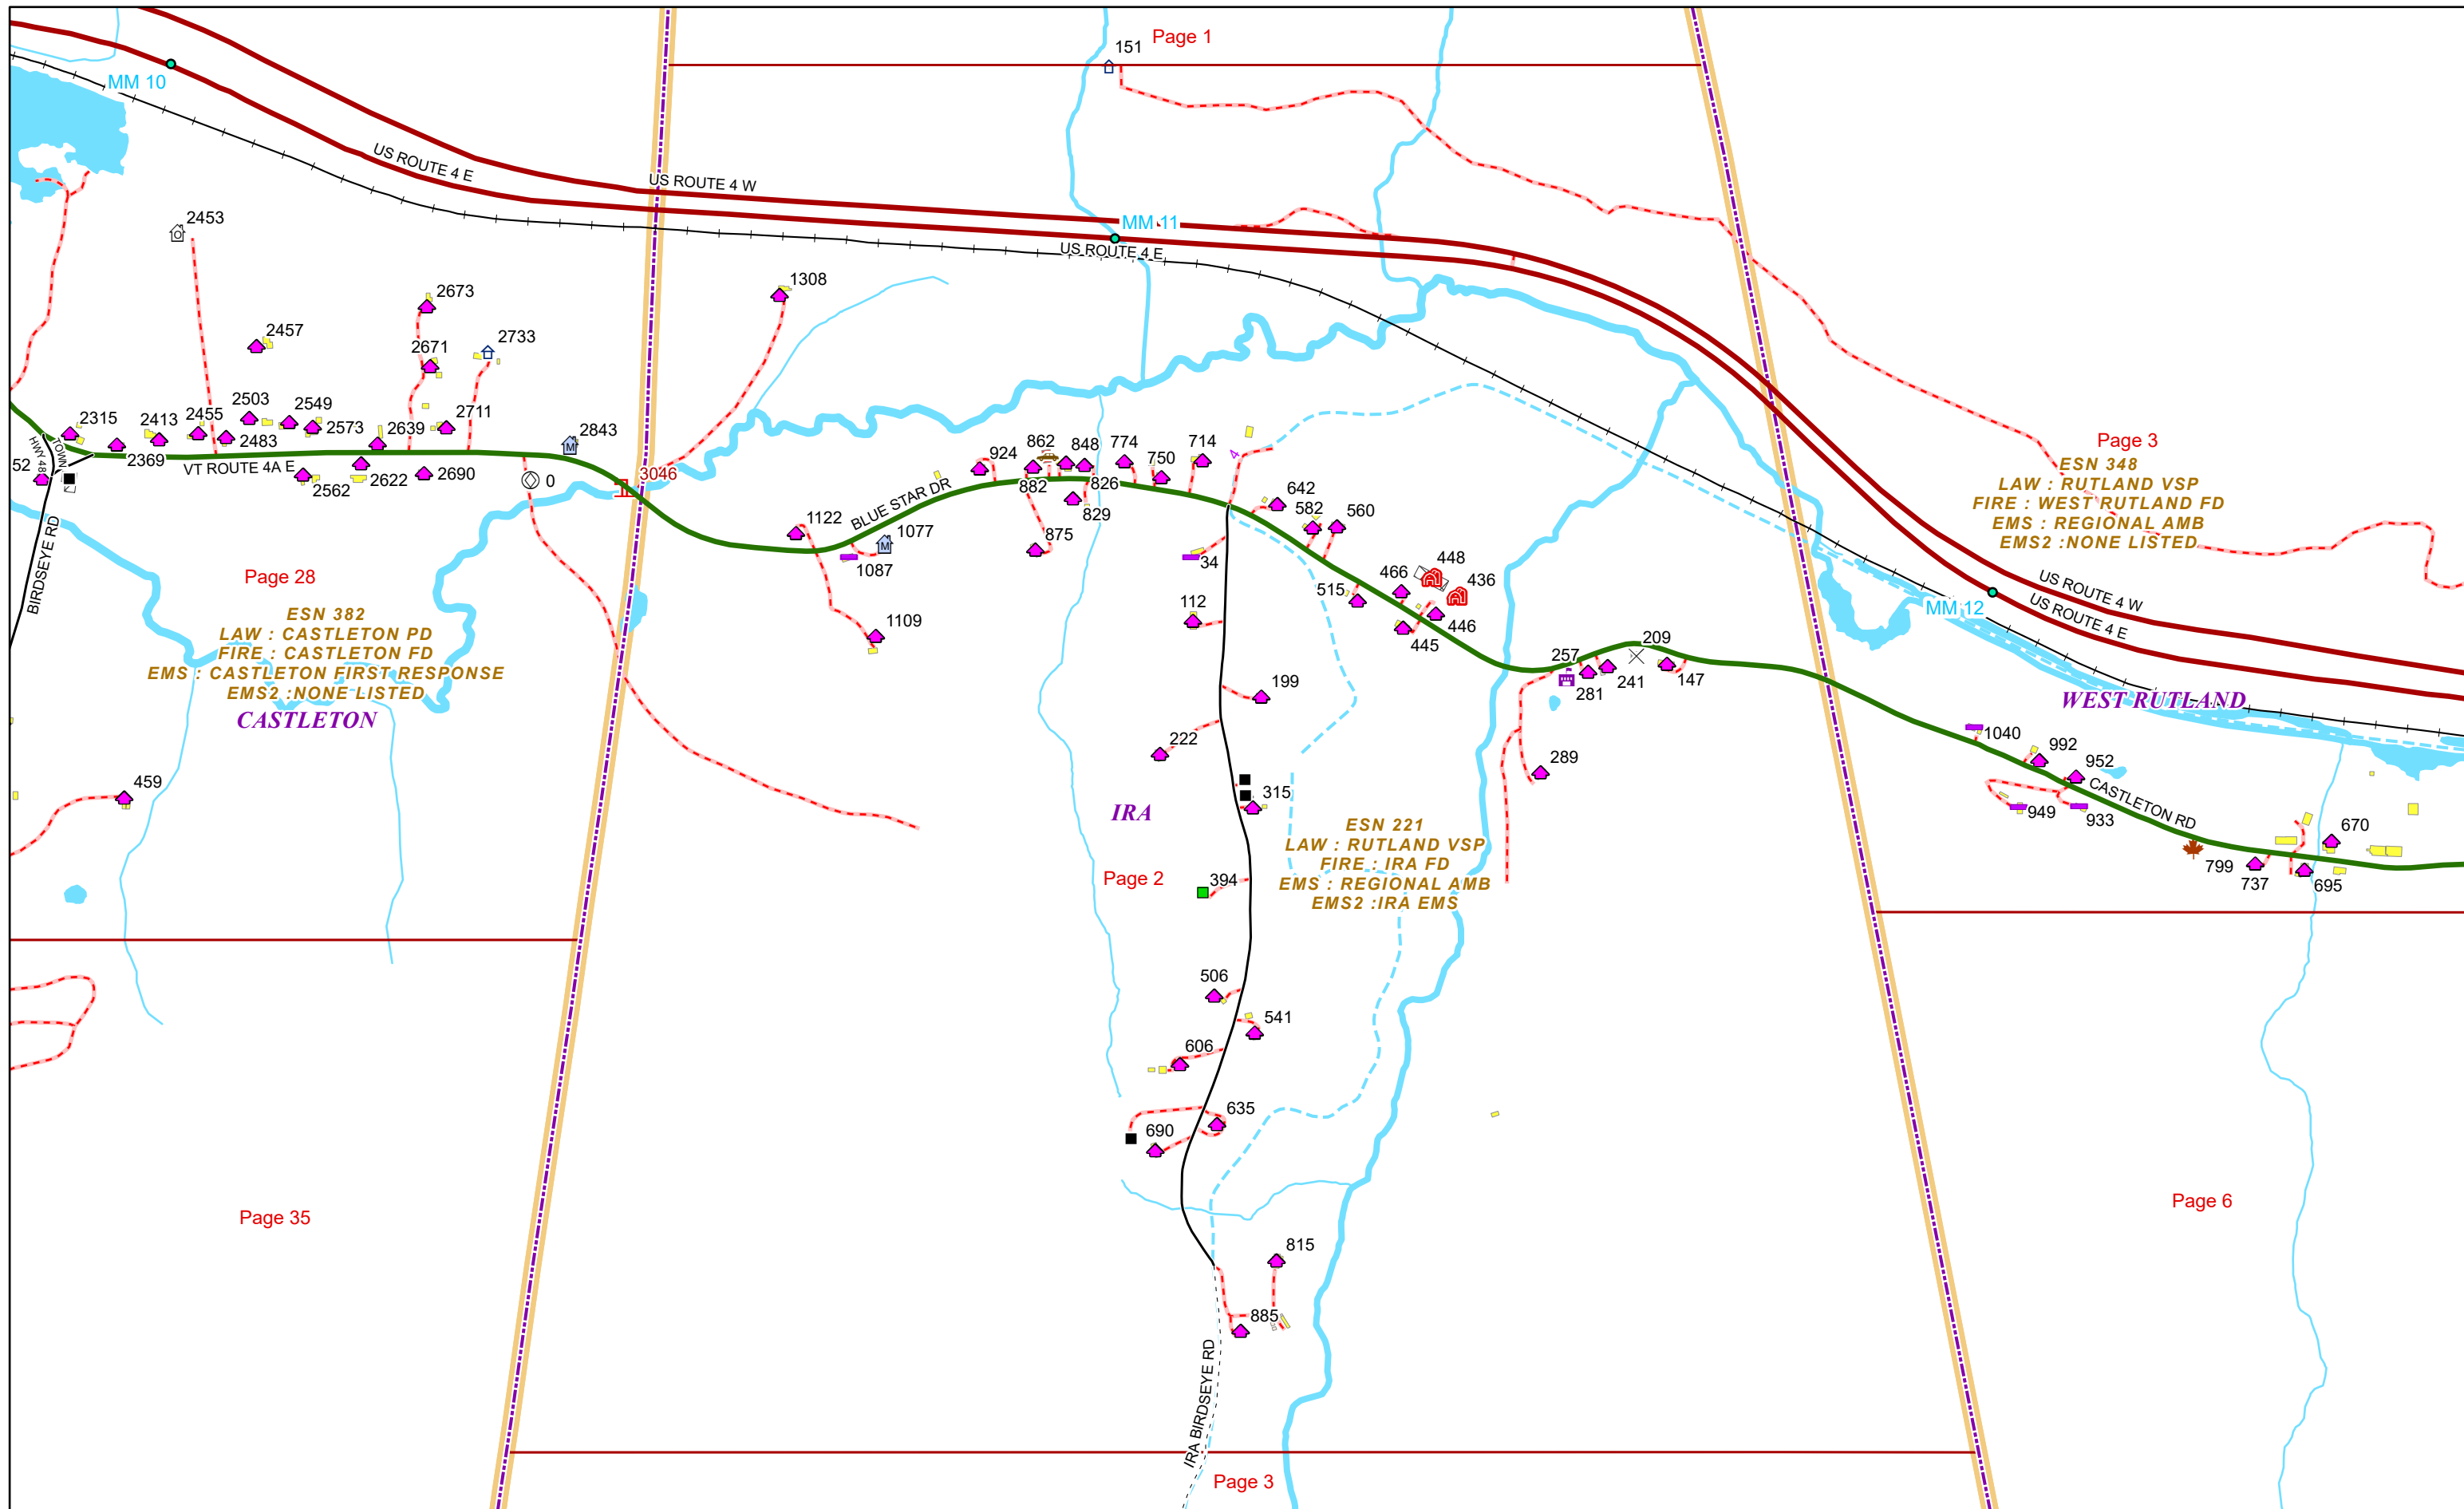 Page 1
151
MM 10
US ROUTE 4 E
US ROUTE 4 W
MM 11
US ROUTE 4 E
2453
1308
2673
2457
2671
2733
2315
2413
2455
2503
2549
2573
2639
2711
2843
2369
2483
VT ROUTE 4A E
TOWN
HWY 48
52
2562
2622
2690
0
3046
BIRDSEYE RD
Page 28
ESN 382
LAW : CASTLETON PD
FIRE : CASTLETON FD
EMS : CASTLETON FIRST RESPONSE
EMS2 :NONE LISTED
CASTLETON
459
Page 35
924
862
848
774
750
714
882
826
829
875
BLUE STAR DR
1122
1077
1087
1109
4
642
582
560
34
112
515
466
448
436
446
445
199
222
315
IRA
Page 2
394
ESN 221
LAW : RUTLAND VSP
FIRE : IRA FD
EMS : REGIONAL AMB
EMS2 :IRA EMS
257
281
241
209
147
289
506
541
606
635
690
815
885
IRA BIRDSEYE RD
Page 3
Page 3
ESN 348
LAW : RUTLAND VSP
FIRE : WEST RUTLAND FD
EMS : REGIONAL AMB
EMS2 :NONE LISTED
US ROUTE 4 W
US ROUTE 4 E
MM 12
WEST RUTLAND
1040
992
952
CASTLETON RD
949
933
799
737
695
670
Page 6